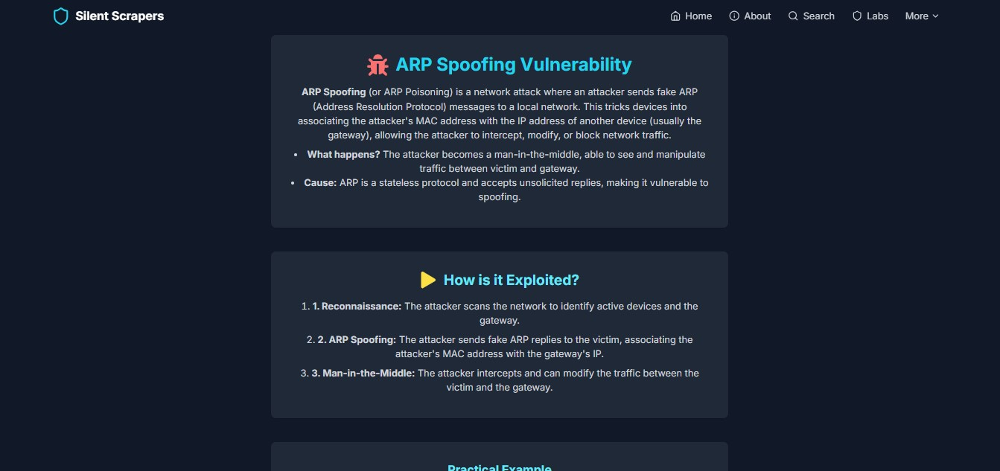 Silent Scrapers
Home About Search Labs More
ARP Spoofing Vulnerability
ARP Spoofing (or ARP Poisoning) is a network attack where an attacker sends fake ARP
(Address Resolution Protocol) messages to a local network. This tricks devices into
associating the attacker's MAC address with the IP address of another device (usually the
gateway), allowing the attacker to intercept, modify, or block network traffic.
• What happens? The attacker becomes a man-in-the-middle, able to see and manipulate
traffic between victim and gateway.
• Cause: ARP is a stateless protocol and accepts unsolicited replies, making it vulnerable to
spoofing.
How is it Exploited?
1. 1. Reconnaissance: The attacker scans the network to identify active devices and the
gateway.
2. 2. ARP Spoofing: The attacker sends fake ARP replies to the victim, associating the
attacker's MAC address with the gateway's IP.
3. 3. Man-in-the-Middle: The attacker intercepts and can modify the traffic between the
victim and the gateway.
Practical Example